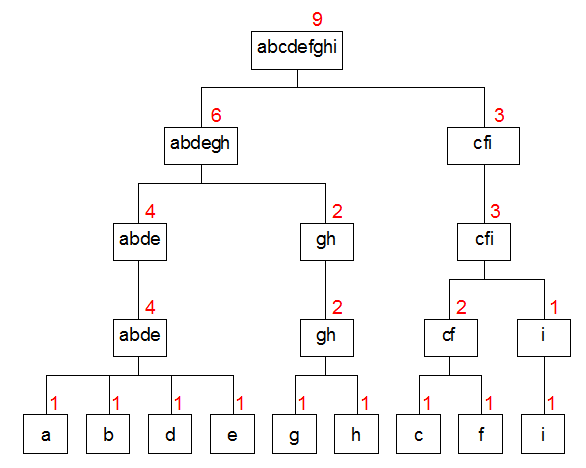 9
abcdefghi
6 3
abdegh cfi
4 2 3
abde gh cfi
4 2 2 1
abde gh cf i
1 1 1 1 1 1 1 1 1
a b d e g h c f i